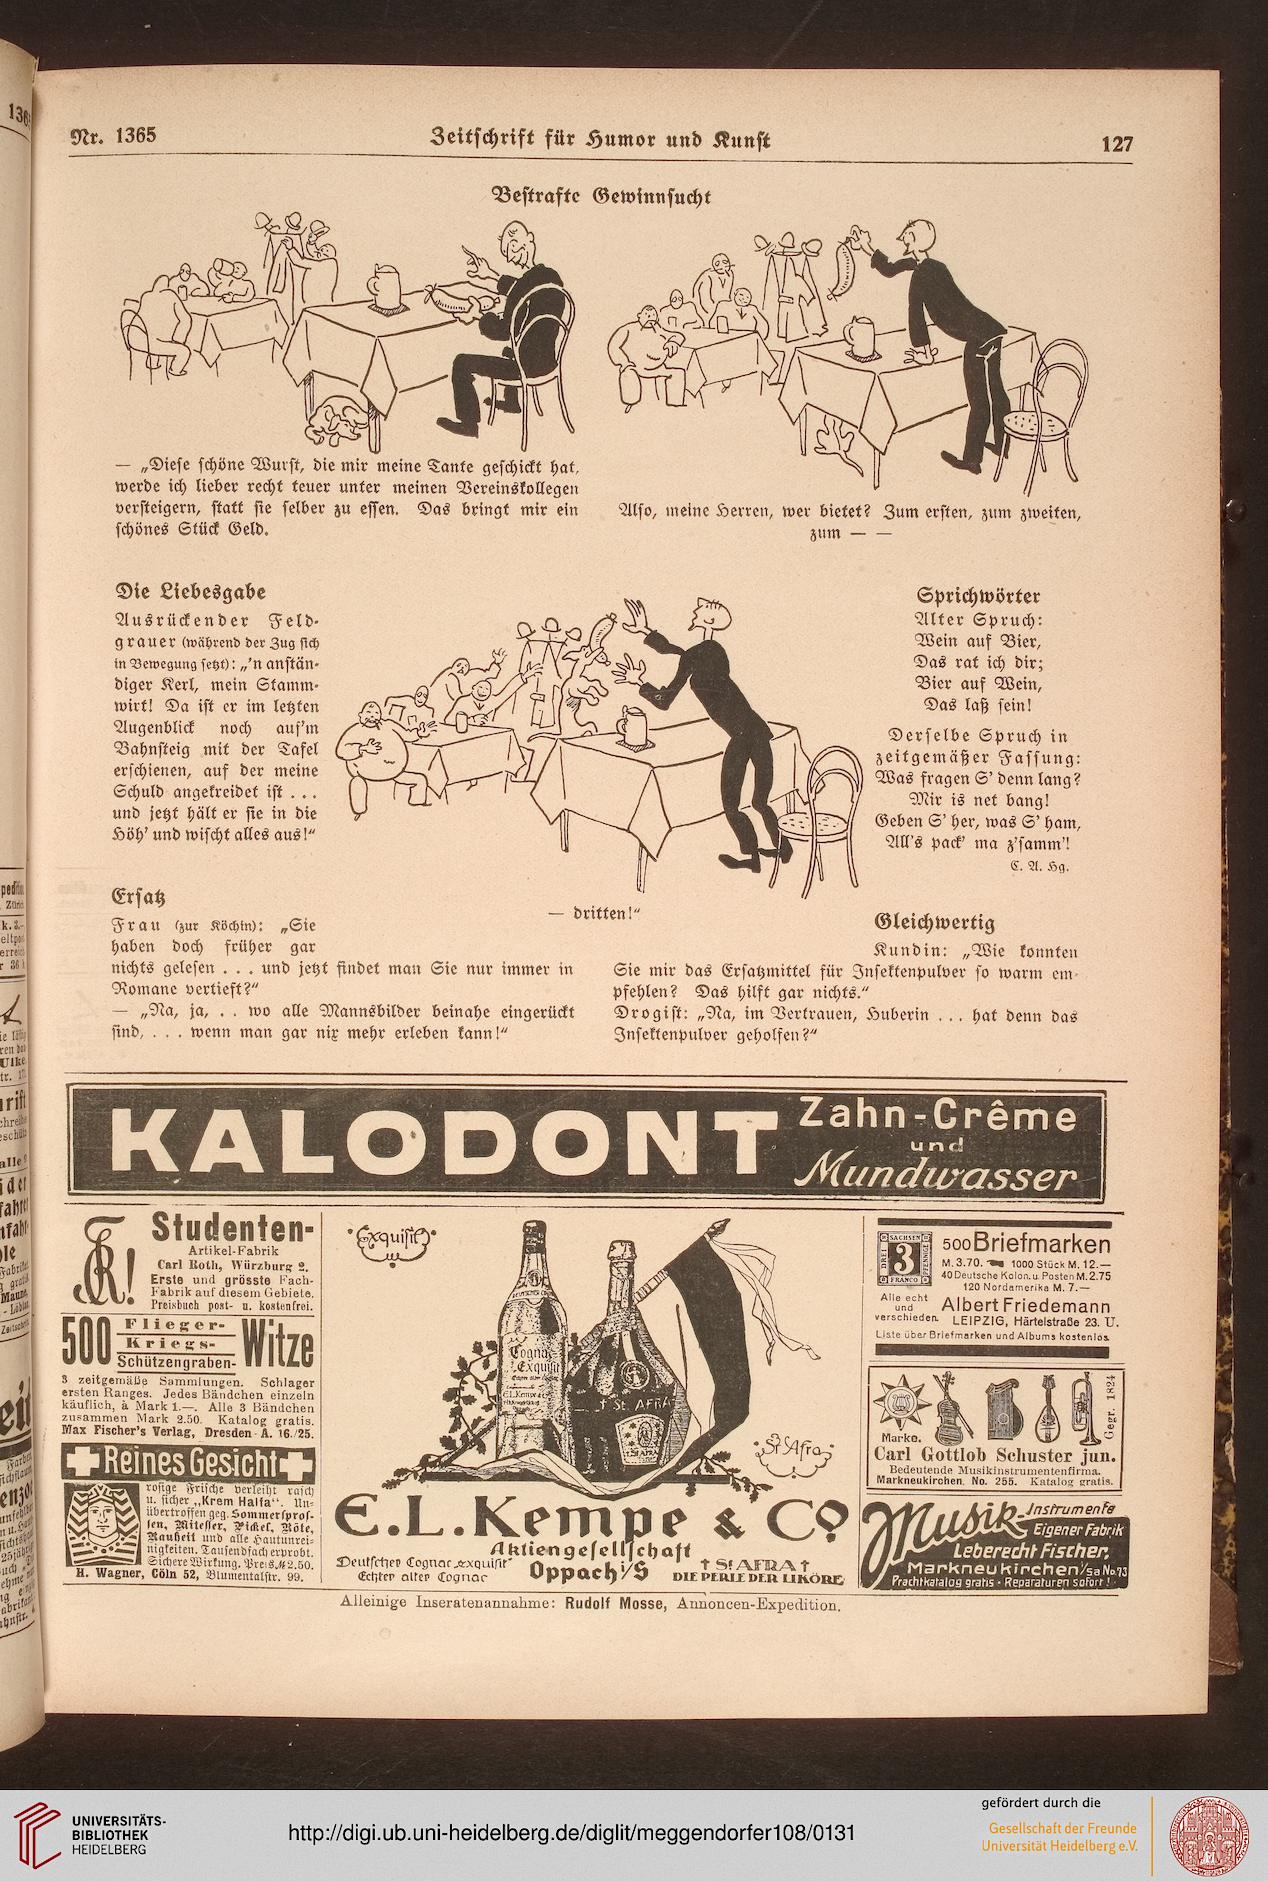 Nr. 1365
Zeitschrift für Humor und Kunst
127
Bestrafte Gewinnsucht
— „Diese schöne Wurst, die mir meine Tante geschickt hat,
werde ich lieber recht teuer unter meinen Vereinskollegen
versteigern, statt sie selber zu essen. Das bringt mir ein
schönes Stück Geld.
Also, meine Herren, wer bietet? Zum ersten, zum zweiten,
zum — —
— dritten!“
Die Liebesgabe
Ausrückender Feld-
grauer (während der Zug sich
in Bewegung setzt): „'n anstän-
diger Kerl, mein Stamm-
wirt! Da ist er im letzten
Augenblick noch auf'm
Bahnsteig mit der Tafel
erschienen, auf der meine
Schuld angekreidet ist . . .
und jetzt hält er sie in die
Höh' und wischt alles aus!“
Sprichwörter
Alter Spruch:
Wein auf Bier,
Das rat ich dir;
Bier auf Wein,
Das laß sein!
Derselbe Spruch in
zeitgemäßer Fassung:
Was fragen S' denn lang?
Mir is net bang!
Geben S' her, was S' ham,
All's pack' ma z'samm'!
C. A. Hg.
Ersatz
Frau (zur Köchin): „Sie
haben doch früher gar
nichts gelesen . . . und jetzt findet man Sie nur immer in
Romane vertieft?“
— „Na, ja, . . wo alle Mannsbilder beinahe eingerückt
sind, . . . wenn man gar nix mehr erleben kann!“
Gleichwertig
Kundin: „Wie konnten
Sie mir das Ersatzmittel für Insektenpulver so warm em-
pfehlen? Das hilft gar nichts.“
Drogist: „Na, im Vertrauen, Huberin . . . hat denn das
Insektenpulver geholfen?“
KALODONT
Zahn-Crême
und
Mundwasser
Studenten-
Artikel-Fabrik
Carl Roth, Würzburg 2.
Erste und grösste Fach-
Fabrik auf diesem Gebiete.
Preisbuch post- u. kostenfrei.
500 Flieger-
Kriegs-
Schützengraben- Witze
3 zeitgemäße Sammlungen. Schlager
ersten Ranges. Jedes Bändchen einzeln
käuflich, à Mark 1.—. Alle 3 Bändchen
zusammen Mark 2.50. Katalog gratis.
Max Fischer's Verlag, Dresden-A. 16./25.
Reines Gesicht
rosige Frische verleiht rasch
u. sicher „Krem Halfa“. Un-
übertroffen geg. Sommerspros-
sen, Mitesser, Pickel, Röte,
Rauheit und alle Hautunrei-
nigkeiten. Tausendfach erprobt.
Sichere Wirkung. Preis M 2.50.
H. Wagner, Cöln 52, Blumentalstr. 99.
Exquisit
Cognac
Exquisit
E.L.Kempe &
ST. AFRA
St. Afra
E.L. Kempe & Co
Aktiengesellschaft
Deutscher Cognac „Exquisit“
Echter alter Cognac
Oppach i/S
† St. AFRA †
DIE PERLE DER LIKÖRE
SACHSEN
DREI
3
PFENNIGE
FRANCO
500 Briefmarken
M. 3.70. 1000 Stück M. 12.—
40 Deutsche Kolon. u. Posten M. 2.75
120 Nordamerika M. 7.—
Alle echt
und
verschieden.
Albert Friedemann
LEIPZIG, Härtelstraße 23. U.
Liste über Briefmarken und Albums kostenlos.
Marke.
Gegr. 1824
Carl Gottlob Schuster jun.
Bedeutende Musikinstrumentenfirma.
Markneukirchen. No. 255. Katalog gratis.
Musik-Instrumente
Eigener Fabrik
Leberecht Fischer,
Markneukirchen i/Sa No. 73
Prachtkatalog gratis - Reparaturen sofort!
Alleinige Inseratenannahme: Rudolf Mosse, Annoncen-Expedition.
UNIVERSITÄTS-
BIBLIOTHEK
HEIDELBERG
http://digi.ub.uni-heidelberg.de/diglit/meggendorfer108/0131
gefördert durch die
Gesellschaft der Freunde
Universität Heidelberg e.V.